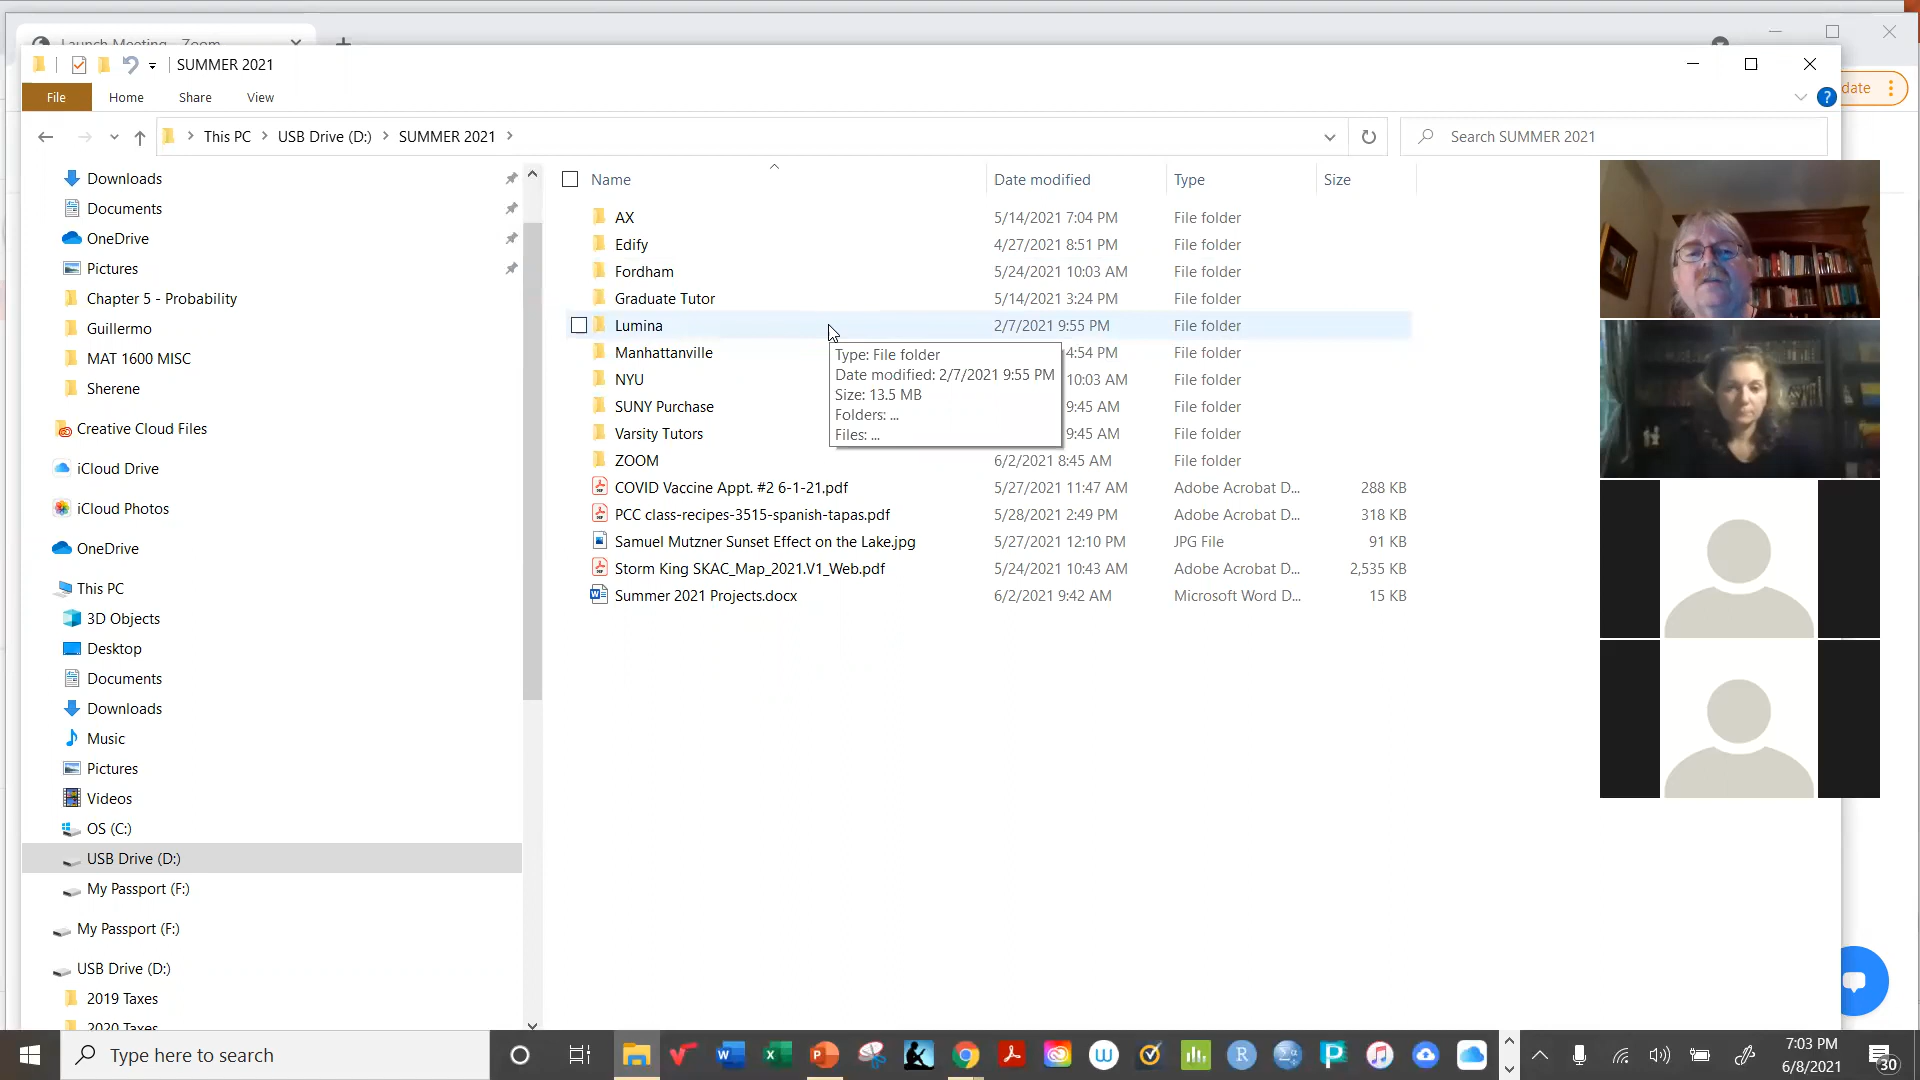 Launch Meeting - Zoom
SUMMER 2021
File Home Share View
date
This PC USB Drive (D:) SUMMER 2021
Search SUMMER 2021
Downloads
Documents
OneDrive
Pictures
Chapter 5 - Probability
Guillermo
MAT 1600 MISC
Sherene
Creative Cloud Files
iCloud Drive
iCloud Photos
OneDrive
This PC
3D Objects
Desktop
Documents
Downloads
Music
Pictures
Videos
OS (C:)
USB Drive (D:)
My Passport (F:)
My Passport (F:)
USB Drive (D:)
2019 Taxes
2020 Taxes
Name Date modified Type Size
AX 5/14/2021 7:04 PM File folder
Edify 4/27/2021 8:51 PM File folder
Fordham 5/24/2021 10:03 AM File folder
Graduate Tutor 5/14/2021 3:24 PM File folder
Lumina 2/7/2021 9:55 PM File folder
Manhattanville 4:54 PM File folder
NYU 10:03 AM File folder
SUNY Purchase 9:45 AM File folder
Varsity Tutors 9:45 AM File folder
ZOOM 6/2/2021 8:45 AM File folder
COVID Vaccine Appt. #2 6-1-21.pdf 5/27/2021 11:47 AM Adobe Acrobat D... 288 KB
PCC class-recipes-3515-spanish-tapas.pdf 5/28/2021 2:49 PM Adobe Acrobat D... 318 KB
Samuel Mutzner Sunset Effect on the Lake.jpg 5/27/2021 12:10 PM JPG File 91 KB
Storm King SKAC_Map_2021.V1_Web.pdf 5/24/2021 10:43 AM Adobe Acrobat D... 2,535 KB
Summer 2021 Projects.docx 6/2/2021 9:42 AM Microsoft Word D... 15 KB
Type: File folder
Date modified: 2/7/2021 9:55 PM
Size: 13.5 MB
Folders: ...
Files: ...
Type here to search
7:03 PM
6/8/2021
30